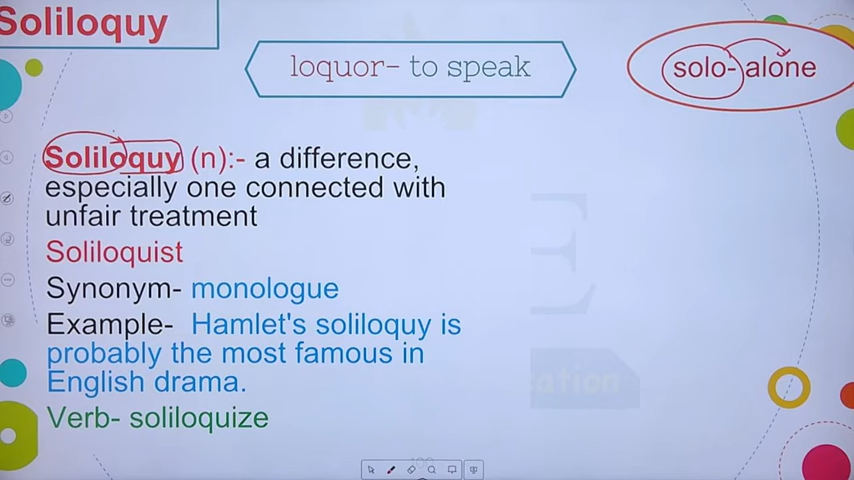 Soliloquy
loquor- to speak
solo- alone
Soliloquy (n):- a difference,
especially one connected with
unfair treatment
Soliloquist
Synonym- monologue
Example- Hamlet's soliloquy is
probably the most famous in
English drama.
Verb- soliloquize
ation